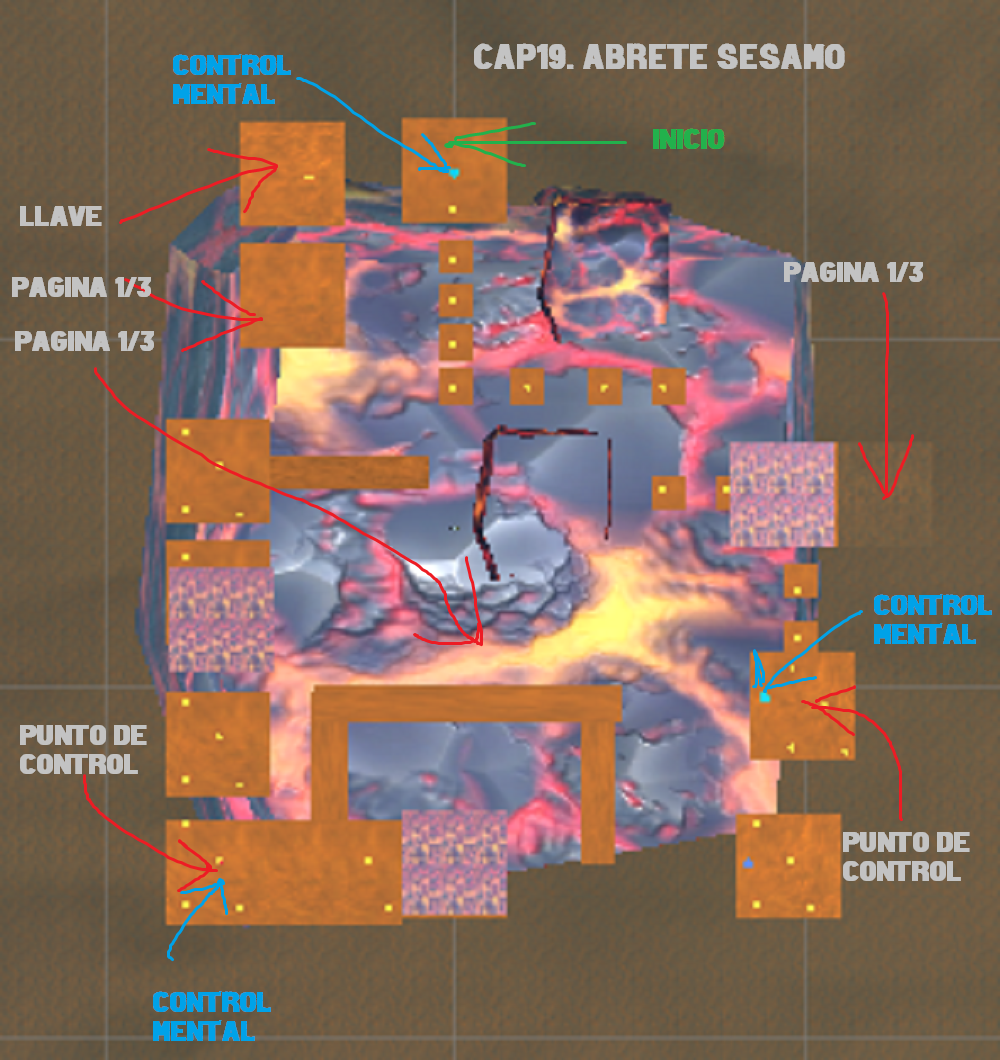 CAP19. ABRETE SESAMO
CONTROL
MENTAL
INICIO
LLAVE
PAGINA 1/3
PAGINA 1/3
PAGINA 1/3
CONTROL
MENTAL
PUNTO DE
CONTROL
PUNTO DE
CONTROL
CONTROL
MENTAL